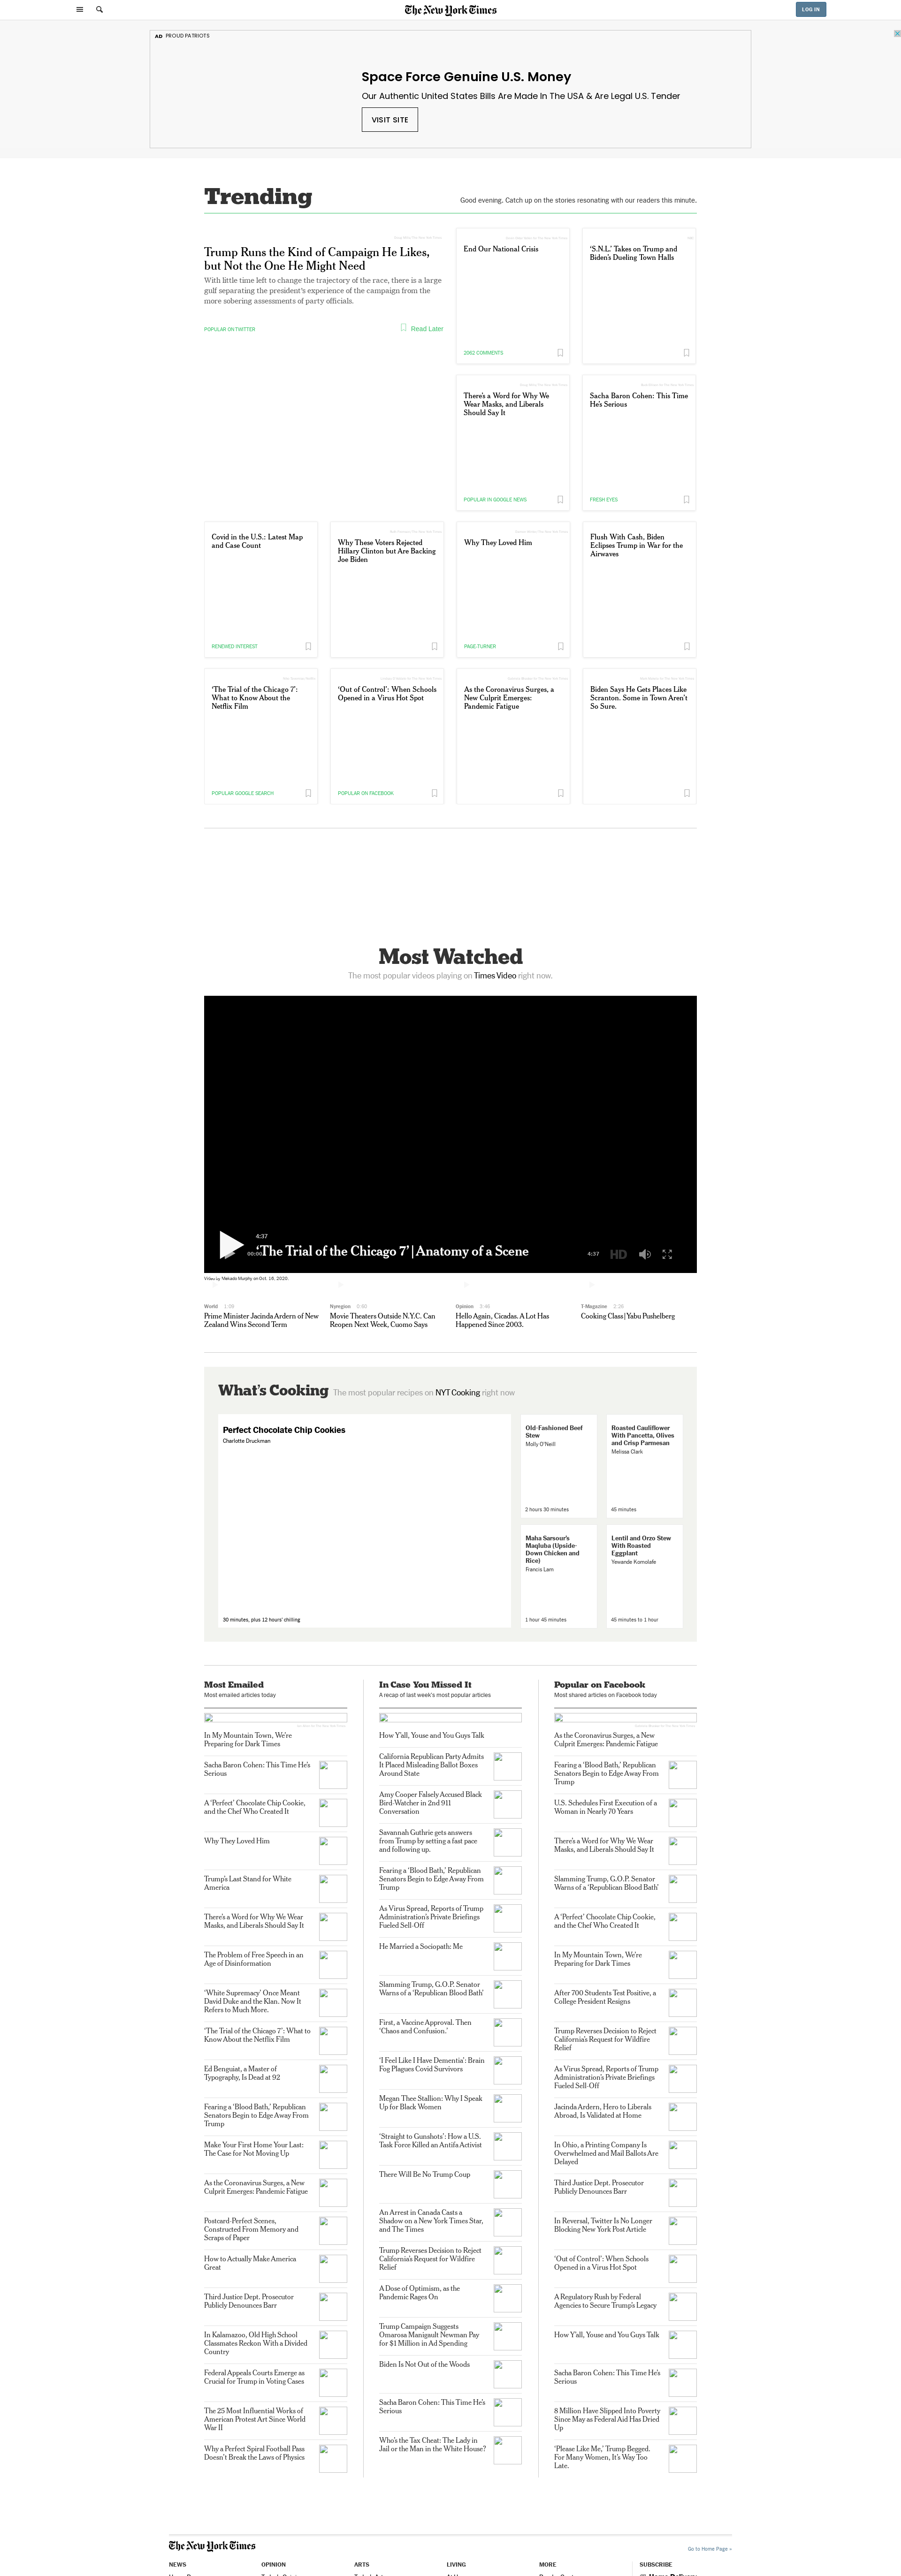 The New York Times
LOG IN
AD PROUD PATRIOTS
Space Force Genuine U.S. Money
Our Authentic United States Bills Are Made In The USA & Are Legal U.S. Tender
VISIT SITE
Trending
Good evening. Catch up on the stories resonating with our readers this minute.
Trump Runs the Kind of Campaign He Likes,
but Not the One He Might Need
With little time left to change the trajectory of the race, there is a large
gulf separating the president's experience of the campaign from the
more sobering assessments of party officials.
POPULAR ON TWITTER
Read Later
End Our National Crisis
2062 COMMENTS
‘S.N.L.’ Takes on Trump and
Biden’s Dueling Town Halls
There’s a Word for Why We
Wear Masks, and Liberals
Should Say It
POPULAR IN GOOGLE NEWS
Sacha Baron Cohen: This Time
He’s Serious
FRESH EYES
Covid in the U.S.: Latest Map
and Case Count
RENEWED INTEREST
Why These Voters Rejected
Hillary Clinton but Are Backing
Joe Biden
Why They Loved Him
PAGE-TURNER
Flush With Cash, Biden
Eclipses Trump in War for the
Airwaves
‘The Trial of the Chicago 7’:
What to Know About the
Netflix Film
POPULAR GOOGLE SEARCH
‘Out of Control’: When Schools
Opened in a Virus Hot Spot
POPULAR ON FACEBOOK
As the Coronavirus Surges, a
New Culprit Emerges:
Pandemic Fatigue
Biden Says He Gets Places Like
Scranton. Some in Town Aren’t
So Sure.
Most Watched
The most popular videos playing on Times Video right now.
4:37
00:00
‘The Trial of the Chicago 7’ | Anatomy of a Scene
4:37
HD
Video by Mekado Murphy on Oct. 16, 2020.
World
Prime Minister Jacinda Ardern of New
Zealand Wins Second Term
Nyregion
Movie Theaters Outside N.Y.C. Can
Reopen Next Week, Cuomo Says
Opinion
Hello Again, Cicadas. A Lot Has
Happened Since 2003.
T-Magazine
Cooking Class | Yabu Pushelberg
What’s Cooking
The most popular recipes on NYT Cooking right now
Perfect Chocolate Chip Cookies
Charlotte Druckman
30 minutes, plus 12 hours' chilling
Old-Fashioned Beef
Stew
Molly O'Neill
2 hours 30 minutes
Roasted Cauliflower
With Pancetta, Olives
and Crisp Parmesan
Melissa Clark
45 minutes
Maha Sarsour's
Maqluba (Upside-
Down Chicken and
Rice)
Francis Lam
1 hour 45 minutes
Lentil and Orzo Stew
With Roasted
Eggplant
Yewande Komolafe
45 minutes to 1 hour
Most Emailed
Most emailed articles today
In My Mountain Town, We’re
Preparing for Dark Times
Sacha Baron Cohen: This Time He’s
Serious
A ‘Perfect’ Chocolate Chip Cookie,
and the Chef Who Created It
Why They Loved Him
Trump’s Last Stand for White
America
There’s a Word for Why We Wear
Masks, and Liberals Should Say It
The Problem of Free Speech in an
Age of Disinformation
‘White Supremacy’ Once Meant
David Duke and the Klan. Now It
Refers to Much More.
‘The Trial of the Chicago 7’: What to
Know About the Netflix Film
Ed Benguiat, a Master of
Typography, Is Dead at 92
Fearing a ‘Blood Bath,’ Republican
Senators Begin to Edge Away From
Trump
Make Your First Home Your Last:
The Case for Not Moving Up
As the Coronavirus Surges, a New
Culprit Emerges: Pandemic Fatigue
Postcard-Perfect Scenes,
Constructed From Memory and
Scraps of Paper
How to Actually Make America
Great
Third Justice Dept. Prosecutor
Publicly Denounces Barr
In Kalamazoo, Old High School
Classmates Reckon With a Divided
Country
Federal Appeals Courts Emerge as
Crucial for Trump in Voting Cases
The 25 Most Influential Works of
American Protest Art Since World
War II
Why a Perfect Spiral Football Pass
Doesn’t Break the Laws of Physics
In Case You Missed It
A recap of last week's most popular articles
How Y’all, Youse and You Guys Talk
California Republican Party Admits
It Placed Misleading Ballot Boxes
Around State
Amy Cooper Falsely Accused Black
Bird-Watcher in 2nd 911
Conversation
Savannah Guthrie gets answers
from Trump by setting a fast pace
and following up.
Fearing a ‘Blood Bath,’ Republican
Senators Begin to Edge Away From
Trump
As Virus Spread, Reports of Trump
Administration’s Private Briefings
Fueled Sell-Off
He Married a Sociopath: Me
Slamming Trump, G.O.P. Senator
Warns of a ‘Republican Blood Bath’
First, a Vaccine Approval. Then
‘Chaos and Confusion.’
‘I Feel Like I Have Dementia’: Brain
Fog Plagues Covid Survivors
Megan Thee Stallion: Why I Speak
Up for Black Women
‘Straight to Gunshots’: How a U.S.
Task Force Killed an Antifa Activist
There Will Be No Trump Coup
An Arrest in Canada Casts a
Shadow on a New York Times Star,
and The Times
Trump Reverses Decision to Reject
California’s Request for Wildfire
Relief
A Dose of Optimism, as the
Pandemic Rages On
Trump Campaign Suggests
Omarosa Manigault Newman Pay
for $1 Million in Ad Spending
Biden Is Not Out of the Woods
Sacha Baron Cohen: This Time He’s
Serious
Who’s the Tax Cheat: The Lady in
Jail or the Man in the White House?
Popular on Facebook
Most shared articles on Facebook today
As the Coronavirus Surges, a New
Culprit Emerges: Pandemic Fatigue
Fearing a ‘Blood Bath,’ Republican
Senators Begin to Edge Away From
Trump
U.S. Schedules First Execution of a
Woman in Nearly 70 Years
There’s a Word for Why We Wear
Masks, and Liberals Should Say It
Slamming Trump, G.O.P. Senator
Warns of a ‘Republican Blood Bath’
A ‘Perfect’ Chocolate Chip Cookie,
and the Chef Who Created It
In My Mountain Town, We’re
Preparing for Dark Times
After 700 Students Test Positive, a
College President Resigns
Trump Reverses Decision to Reject
California’s Request for Wildfire
Relief
As Virus Spread, Reports of Trump
Administration’s Private Briefings
Fueled Sell-Off
Jacinda Ardern, Hero to Liberals
Abroad, Is Validated at Home
In Ohio, a Printing Company Is
Overwhelmed and Mail Ballots Are
Delayed
Third Justice Dept. Prosecutor
Publicly Denounces Barr
In Reversal, Twitter Is No Longer
Blocking New York Post Article
‘Out of Control’: When Schools
Opened in a Virus Hot Spot
A Regulatory Rush by Federal
Agencies to Secure Trump’s Legacy
How Y’all, Youse and You Guys Talk
Sacha Baron Cohen: This Time He’s
Serious
8 Million Have Slipped Into Poverty
Since May as Federal Aid Has Dried
Up
‘Please Like Me,’ Trump Begged.
For Many Women, It’s Way Too
Late.
The New York Times
Go to Home Page »
NEWS
OPINION
ARTS
LIVING
MORE
SUBSCRIBE